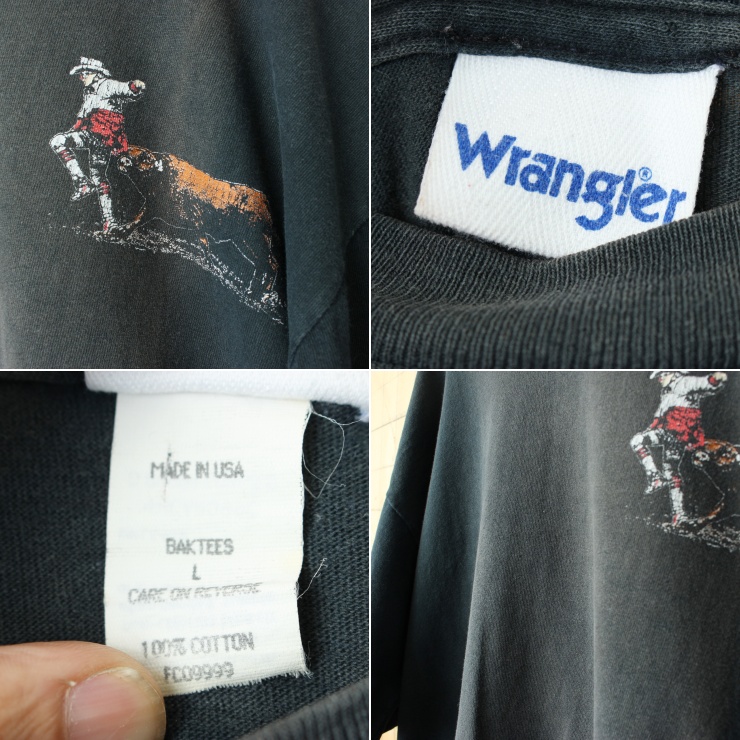 Wrangler®
MADE IN USA
BAKTEES
L
CARE ON REVERSE
100% COTTON
FC09999